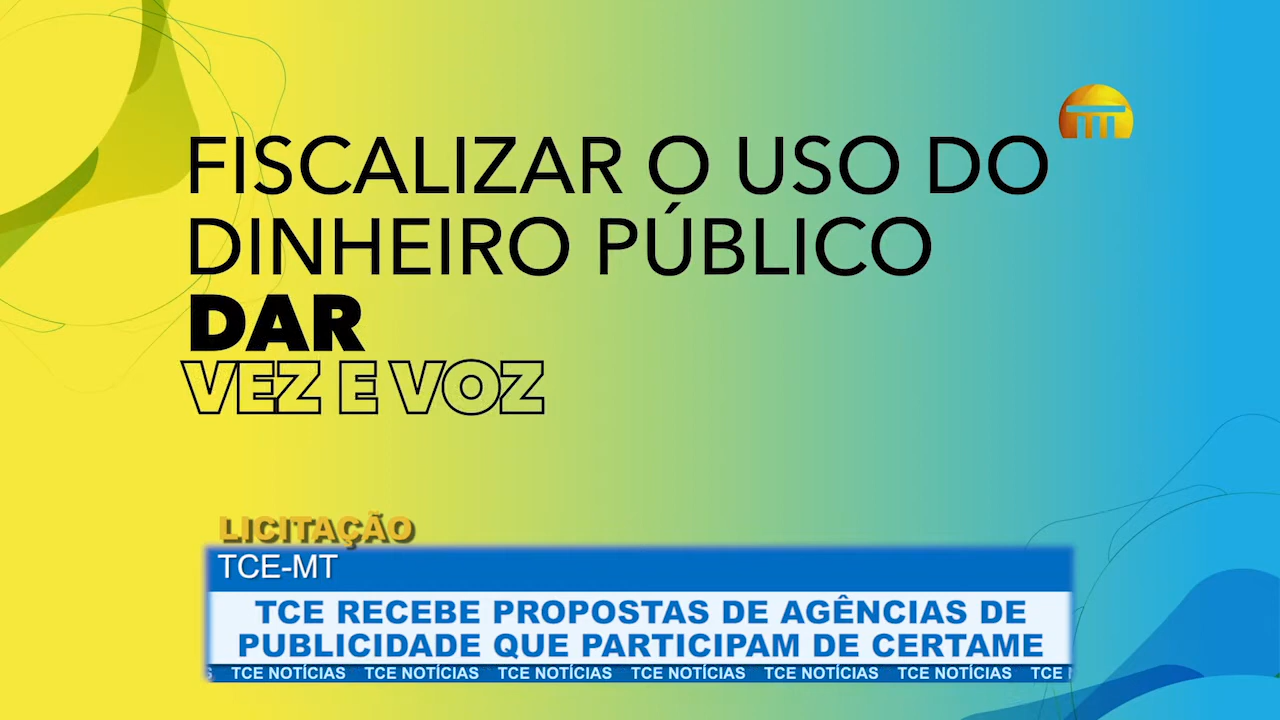 FISCALIZAR O USO DO
DINHEIRO PÚBLICO
DAR
VEZ E VOZ
LICITAÇÃO
TCE-MT
TCE RECEBE PROPOSTAS DE AGÊNCIAS DE
PUBLICIDADE QUE PARTICIPAM DE CERTAME
TCE NOTÍCIAS TCE NOTÍCIAS TCE NOTÍCIAS TCE NOTÍCIAS TCE NOTÍCIAS TCE NOTÍCIAS TCE